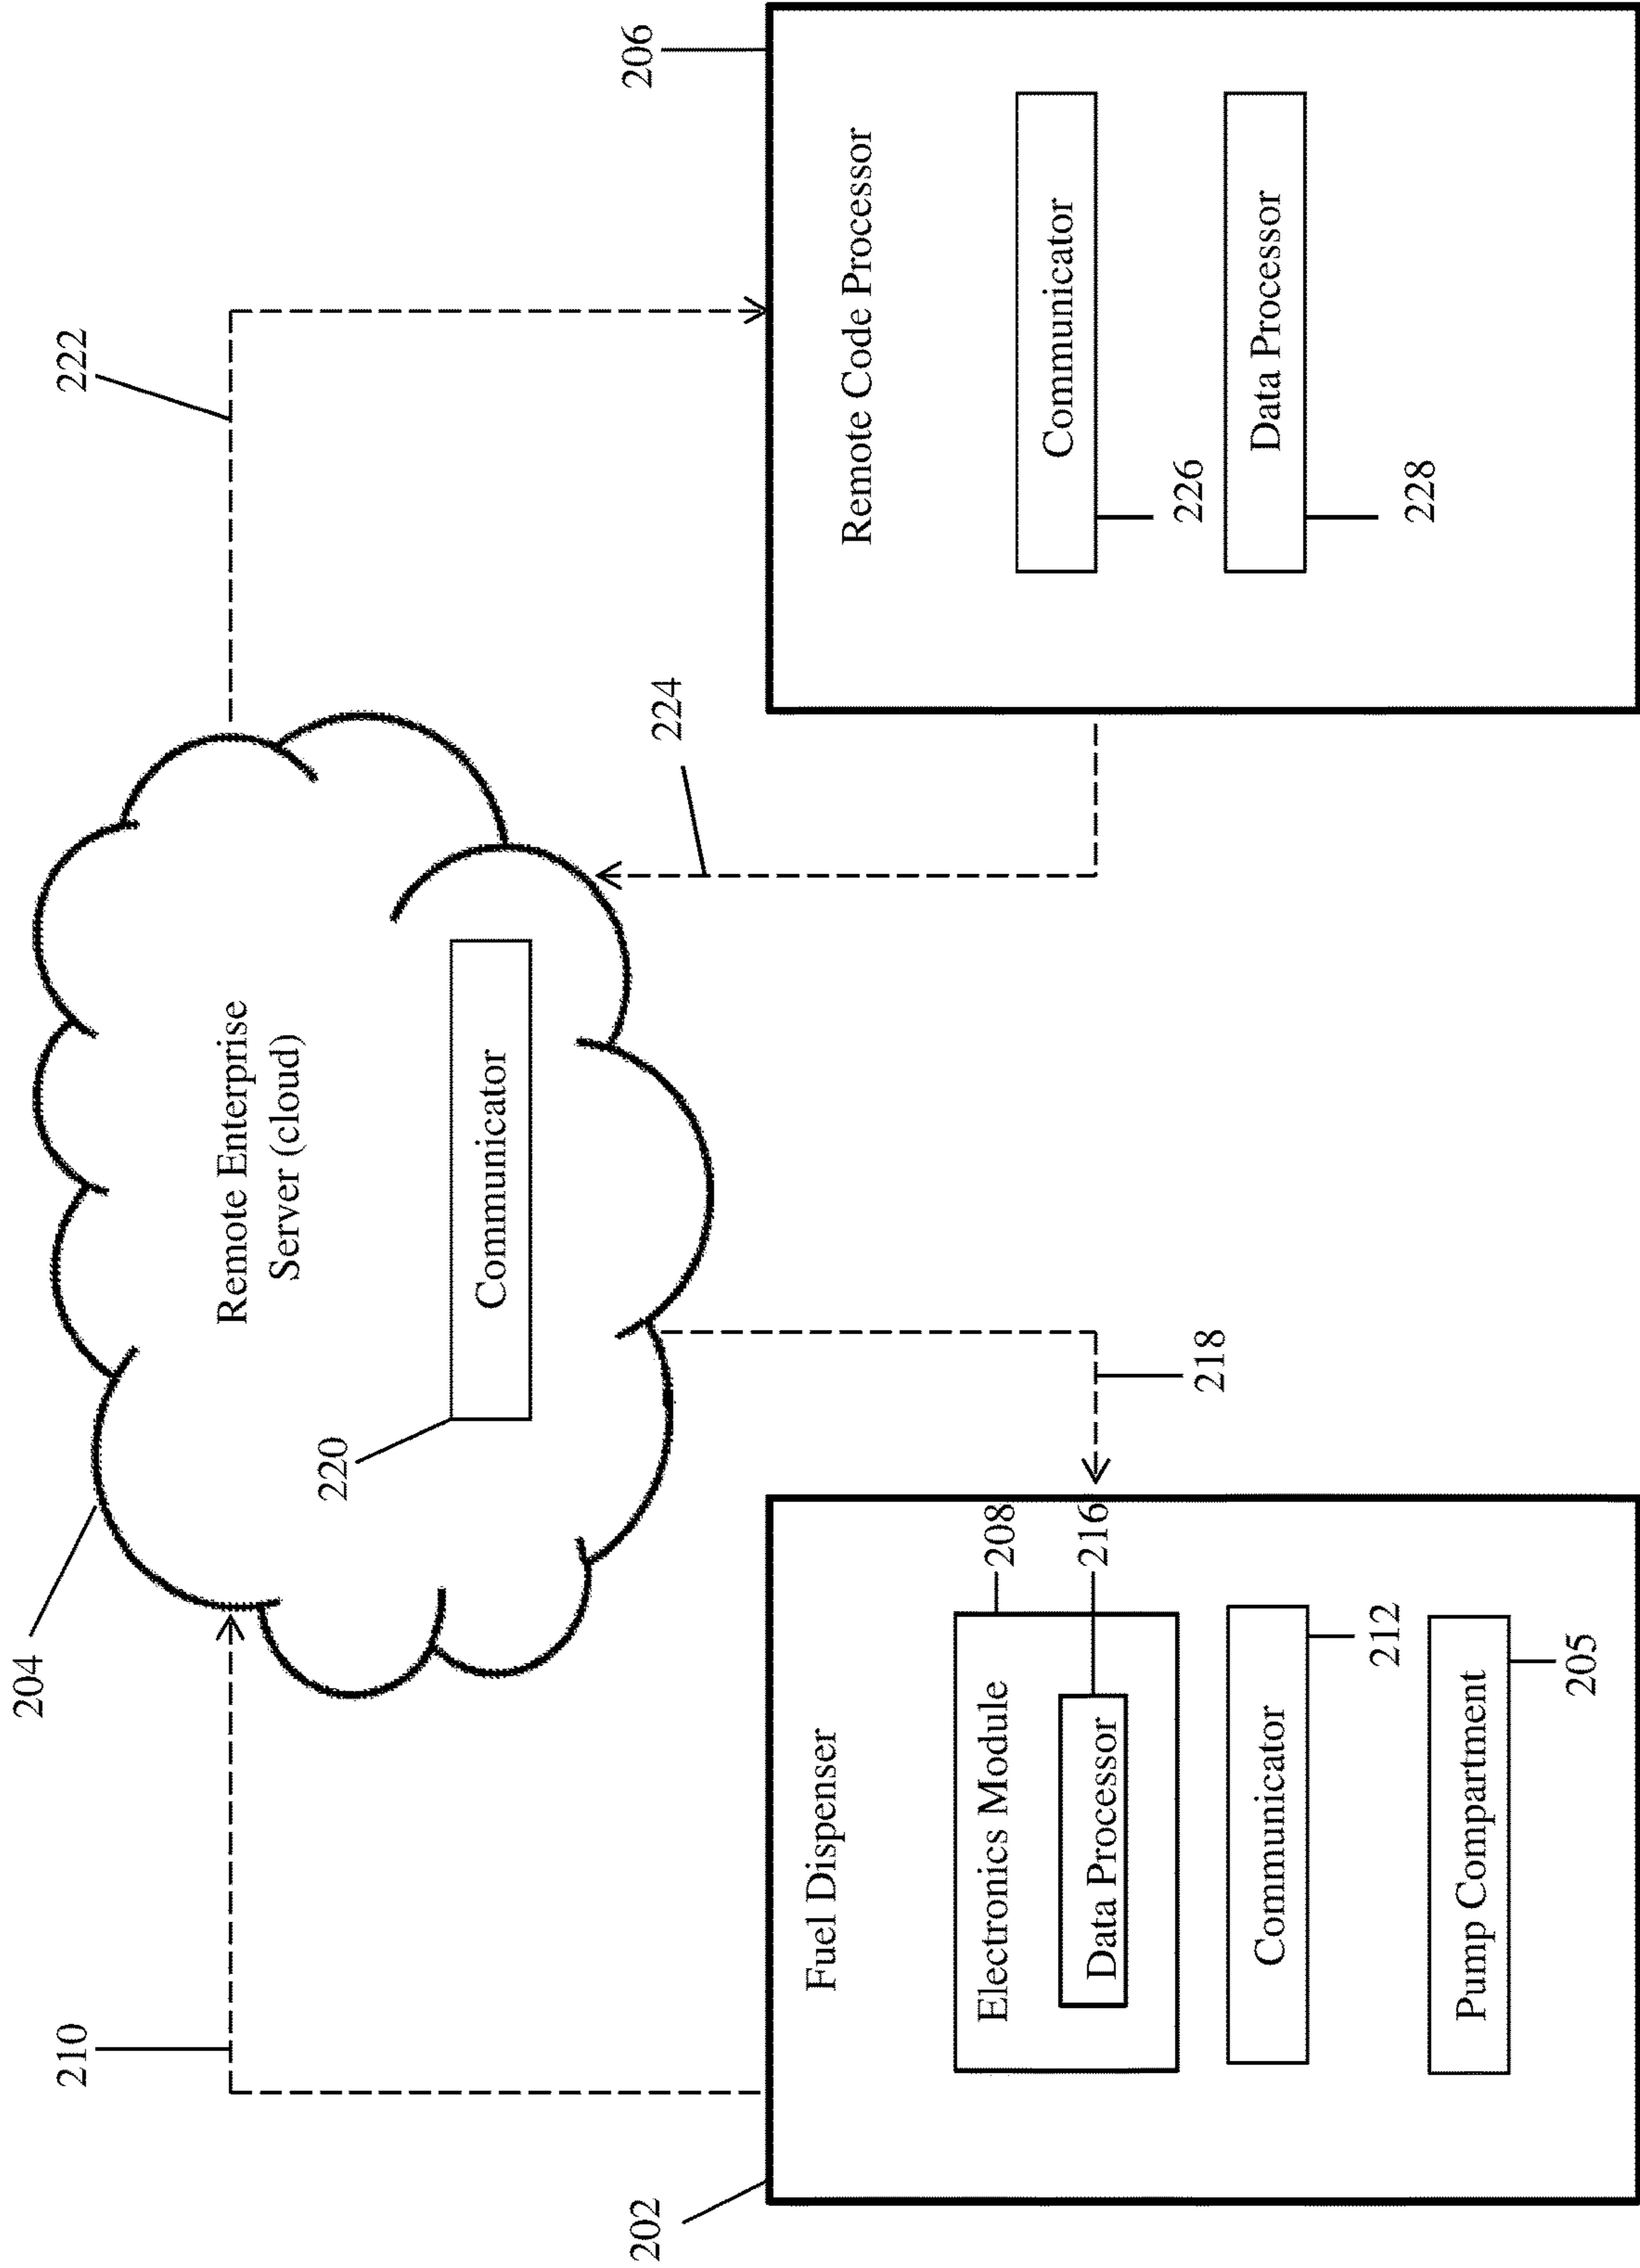 204
Remote Enterprise
Server (cloud)
220
Communicator
210
222
218
224
202
Fuel Dispenser
Electronics Module
208
Data Processor
216
Communicator
212
Pump Compartment
205
206
Remote Code Processor
Communicator
226
Data Processor
228